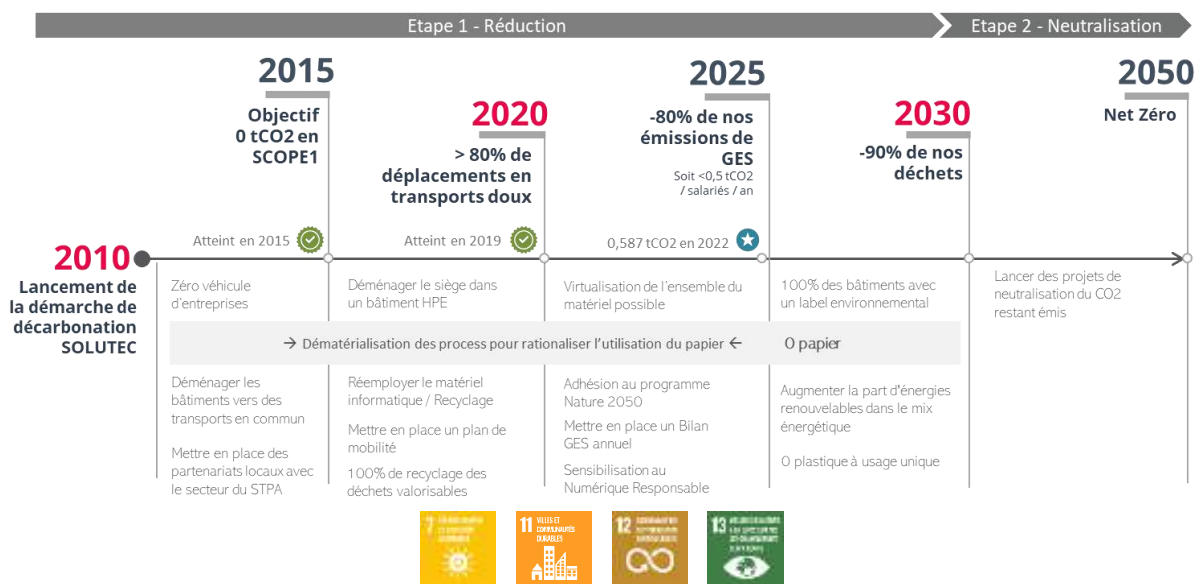 Etape 1 - Réduction
Etape 2 - Neutralisation
2015
Objectif
0 tCO2 en
SCOPE1
2020
> 80% de
déplacements en
transports doux
2025
-80% de nos
émissions de
GES
Soit <0,5 tCO2
/ salariés / an
2030
-90% de nos
déchets
2050
Net Zéro
Atteint en 2015
Atteint en 2019
0,587 tCO2 en 2022
2010
Lancement de
la démarche de
décarbonation
SOLUTEC
Zéro véhicule
d'entreprises
Déménager le siège dans
un bâtiment HPE
Virtualisation de l'ensemble du
matériel possible
100% des bâtiments avec
un label environnemental
Lancer des projets de
neutralisation du CO2
restant émis
→ Dématérialisation des process pour rationaliser l'utilisation du papier ←
0 papier
Déménager les
bâtiments vers des
transports en commun
Mettre en place des
partenariats locaux avec
le secteur du STPA
Réemployer le matériel
informatique / Recyclage
Mettre en place un plan de
mobilité
100% de recyclage des
déchets valorisables
Adhésion au programme
Nature 2050
Mettre en place un Bilan
GES annuel
Sensibilisation au
Numérique Responsable
Augmenter la part d'énergies
renouvelables dans le mix
énergétique
0 plastique à usage unique
7
11 VILLES ET
COMMUNAUTÉS
DURABLES
12
13